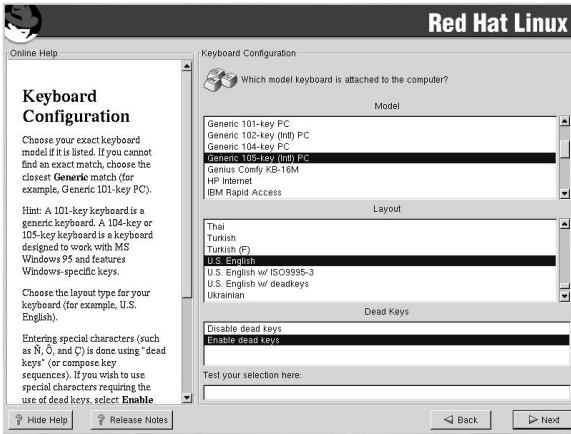 Red Hat Linux
Online Help
Keyboard
Configuration
Choose your exact keyboard
model if it is listed. If you cannot
find an exact match, choose the
closest Generic match (for
example, Generic 101-key PC).
Hint: A 101-key keyboard is a
generic keyboard. A 104-key or
105-key keyboard is a keyboard
designed to work with MS
Windows 95 and features
Windows-specific keys.
Choose the layout type for your
keyboard (for example, U.S.
English).
Entering special characters (such
as Ñ, Ô, and Ç) is done using "dead
keys" (or compose key
sequences). If you wish to use
special characters requiring the
use of dead keys, select Enable
Keyboard Configuration
Which model keyboard is attached to the computer?
Model
Generic 101-key PC
Generic 102-key (Intl) PC
Generic 104-key PC
Generic 105-key (Intl) PC
Genius Comfy KB-16M
HP Internet
IBM Rapid Access
Layout
Thai
Turkish
Turkish (F)
U.S. English
U.S. English w/ ISO9995-3
U.S. English w/ deadkeys
Ukrainian
Dead Keys
Disable dead keys
Enable dead keys
Test your selection here:
Hide Help
Release Notes
Back
Next